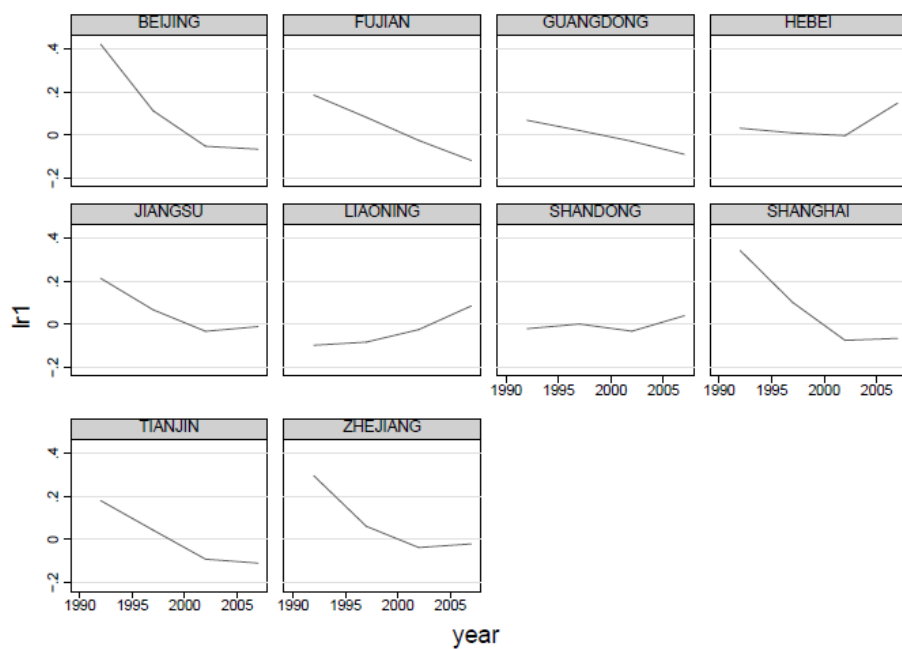 BEIJING FUJIAN GUANGDONG HEBEI
.4
.2
0
-.2
JIANGSU LIAONING SHANDONG SHANGHAI
.4
.2
0
-.2
lr1
1990 1995 2000 2005 1990 1995 2000 2005
TIANJIN ZHEJIANG
.4
.2
0
-.2
1990 1995 2000 2005 1990 1995 2000 2005
year